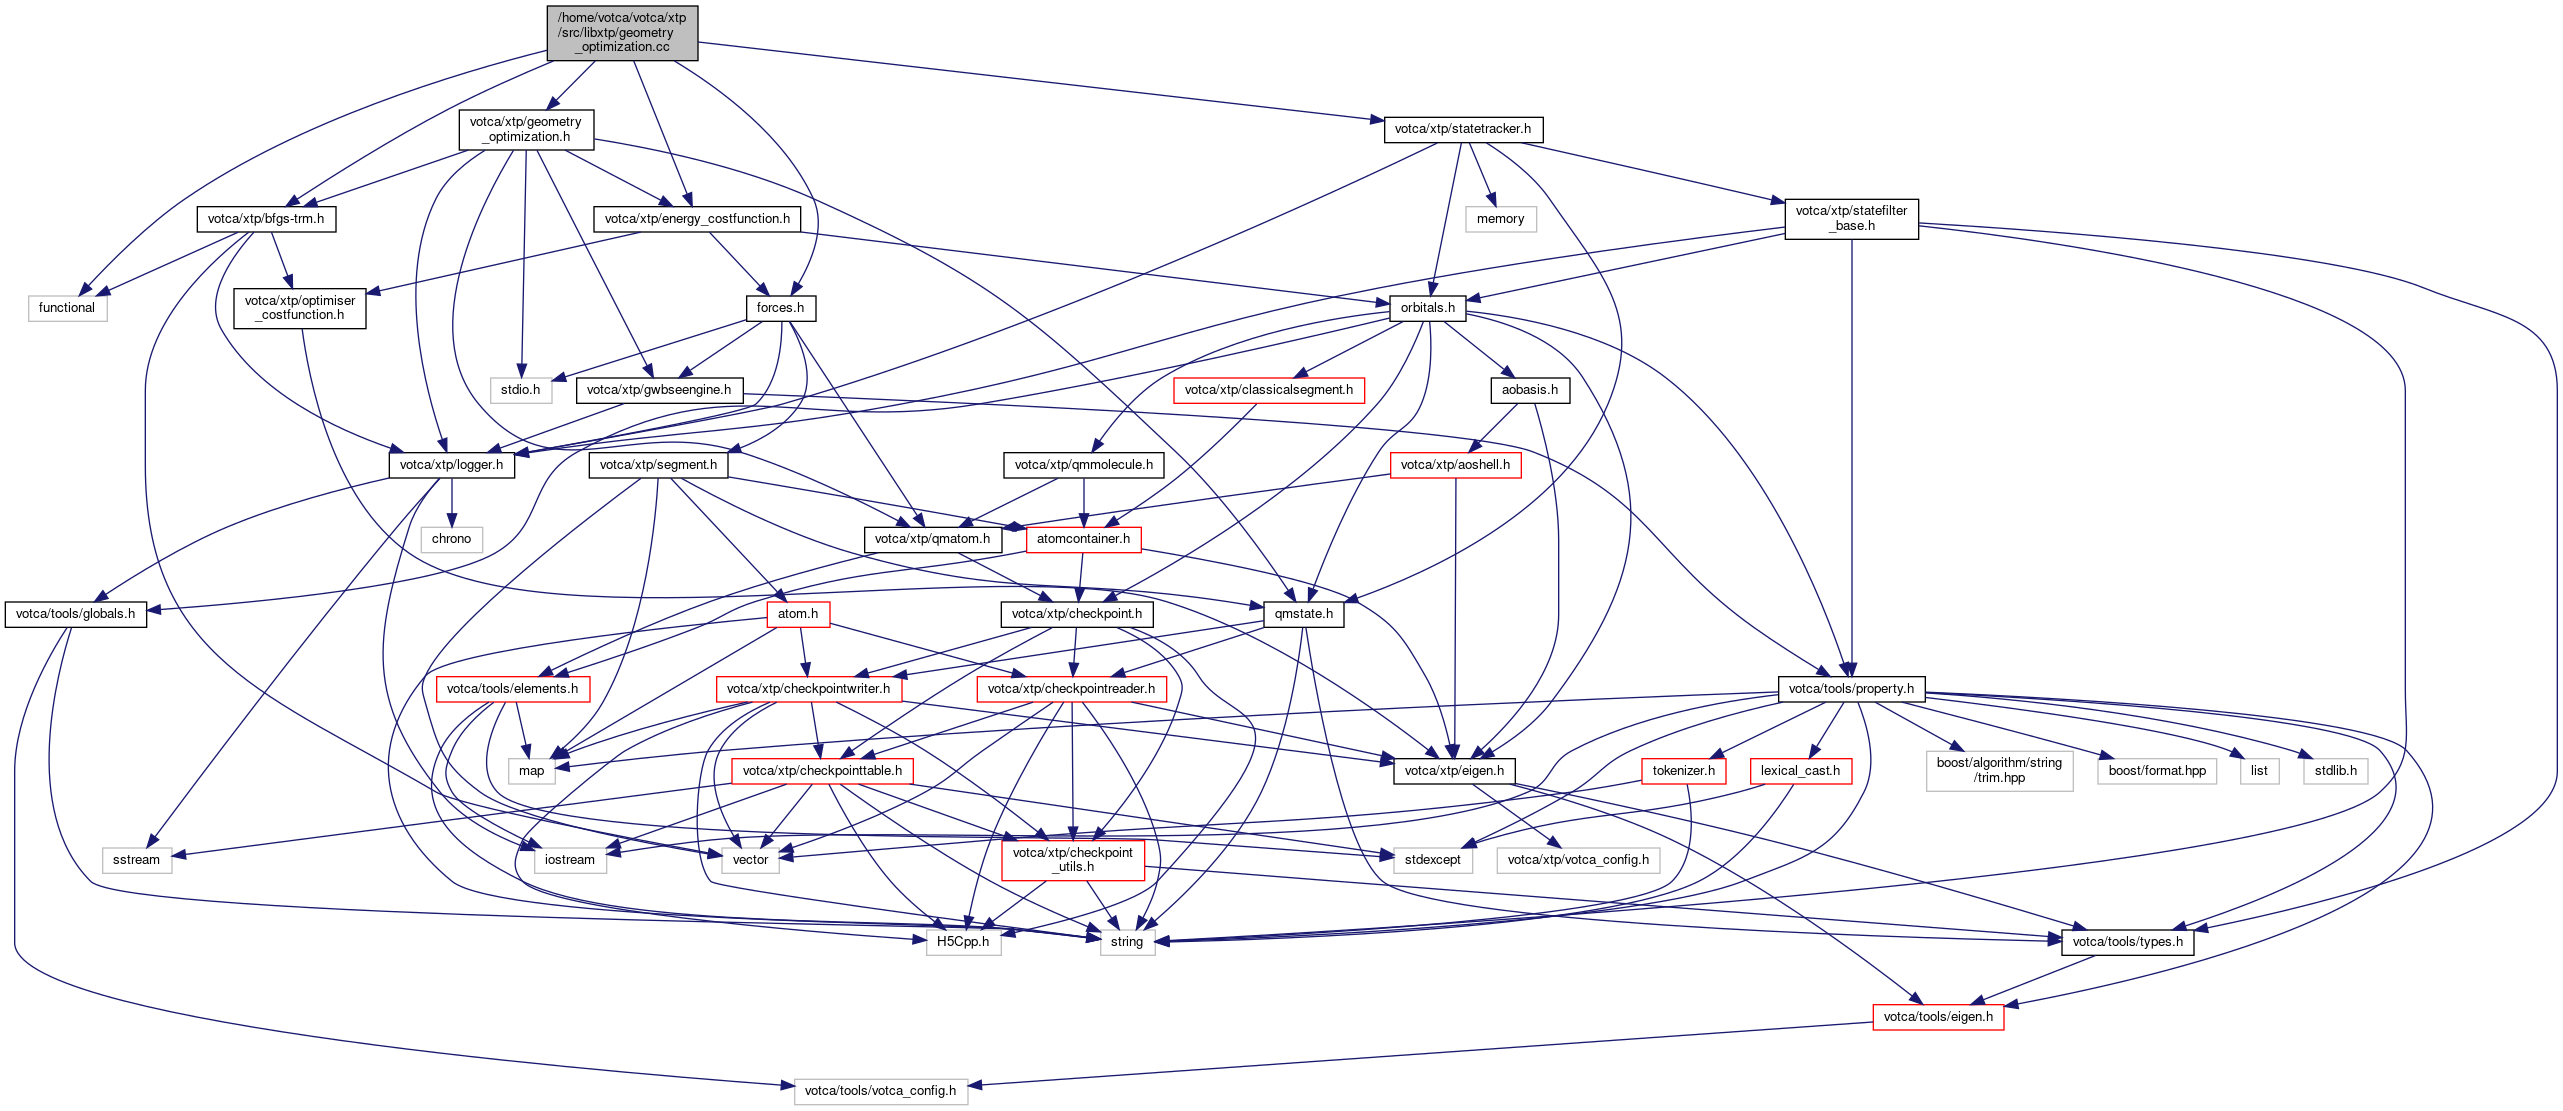 /home/votca/votca/xtp
/src/libxtp/geometry
_optimization.cc
votca/xtp/geometry
_optimization.h
votca/xtp/statetracker.h
votca/xtp/bfgs-trm.h
votca/xtp/energy_costfunction.h
memory
votca/xtp/statefilter
_base.h
functional
votca/xtp/optimiser
_costfunction.h
forces.h
orbitals.h
stdio.h
votca/xtp/gwbseengine.h
votca/xtp/classicalsegment.h
aobasis.h
votca/xtp/logger.h
votca/xtp/segment.h
votca/xtp/qmmolecule.h
votca/xtp/aoshell.h
chrono
votca/xtp/qmatom.h
atomcontainer.h
votca/tools/globals.h
atom.h
votca/xtp/checkpoint.h
qmstate.h
votca/tools/elements.h
votca/xtp/checkpointwriter.h
votca/xtp/checkpointreader.h
votca/tools/property.h
map
votca/xtp/checkpointtable.h
votca/xtp/eigen.h
tokenizer.h
lexical_cast.h
boost/algorithm/string
/trim.hpp
boost/format.hpp
list
stdlib.h
sstream
iostream
vector
votca/xtp/checkpoint
_utils.h
stdexcept
votca/xtp/votca_config.h
H5Cpp.h
string
votca/tools/types.h
votca/tools/eigen.h
votca/tools/votca_config.h